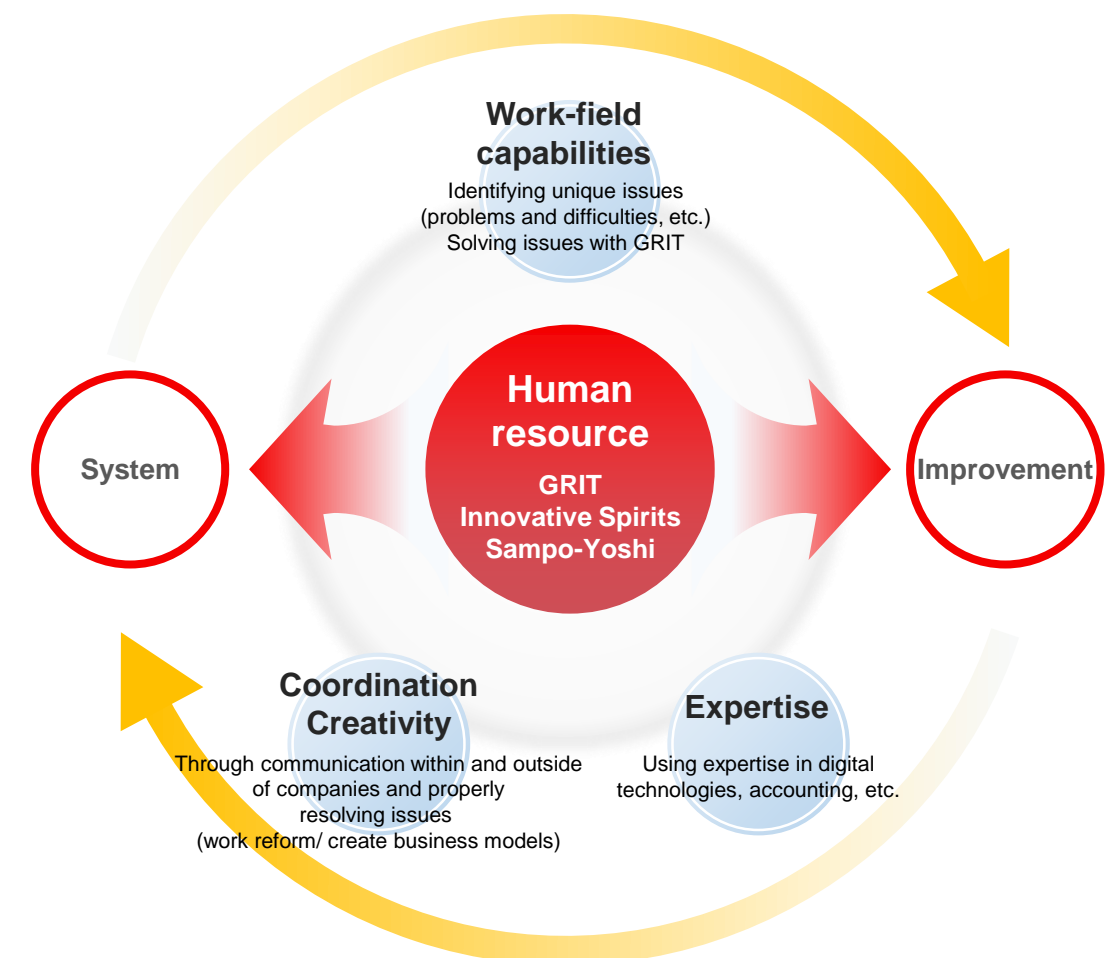 Work-field
capabilities
Identifying unique issues
(problems and difficulties, etc.)
Solving issues with GRIT
System
Human
resource
GRIT
Innovative Spirits
Sampo-Yoshi
Improvement
Coordination
Creativity
Through communication within and outside
of companies and properly
resolving issues
(work reform/ create business models)
Expertise
Using expertise in digital
technologies, accounting, etc.